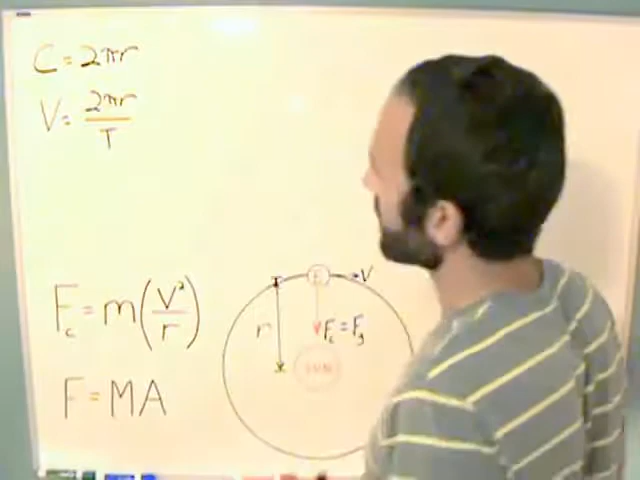 C = 2πr
V = 2πr / T
F_c = m(V²/r)
F = MA
E
V
r
F_c = F_g
SUN